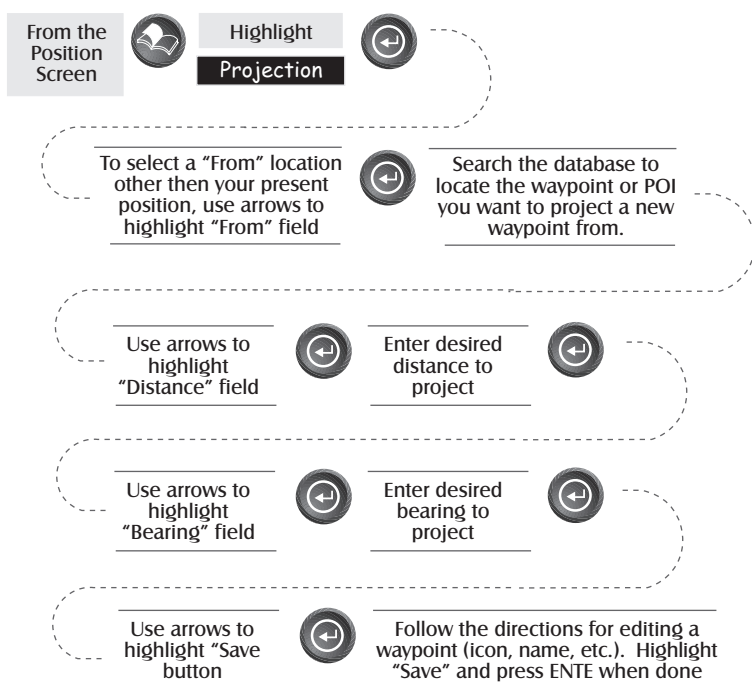 From the
Position
Screen
Highlight
Projection
To select a “From” location
other then your present
position, use arrows to
highlight “From” field
Search the database to
locate the waypoint or POI
you want to project a new
waypoint from.
Use arrows to
highlight
“Distance” field
Enter desired
distance to
project
Use arrows to
highlight
“Bearing” field
Enter desired
bearing to
project
Use arrows to
highlight “Save
button
Follow the directions for editing a
waypoint (icon, name, etc.). Highlight
“Save” and press ENTE when done